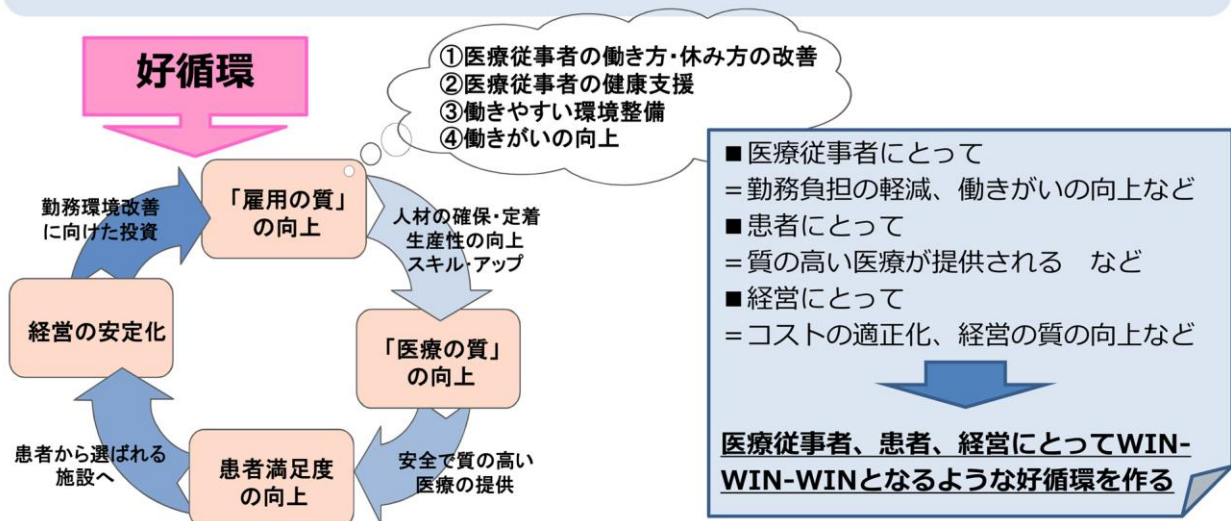 好循環
①医療従事者の働き方・休み方の改善
②医療従事者の健康支援
③働きやすい環境整備
④働きがいの向上
「雇用の質」
の向上
人材の確保・定着
生産性の向上
スキル・アップ
「医療の質」
の向上
安全で質の高い
医療の提供
患者満足度
の向上
患者から選ばれる
施設へ
経営の安定化
勤務環境改善
に向けた投資
■医療従事者にとって
＝勤務負担の軽減、働きがいの向上など
■患者にとって
＝質の高い医療が提供される　など
■経営にとって
＝コストの適正化、経営の質の向上など
医療従事者、患者、経営にとってWIN-
WIN-WINとなるような好循環を作る